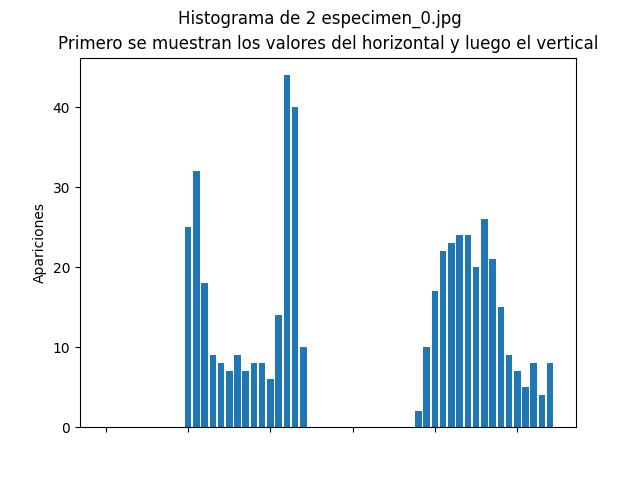 Histograma de 2 especimen_0.jpg
Primero se muestran los valores del horizontal y luego el vertical
40
30
20
10
0
Apariciones